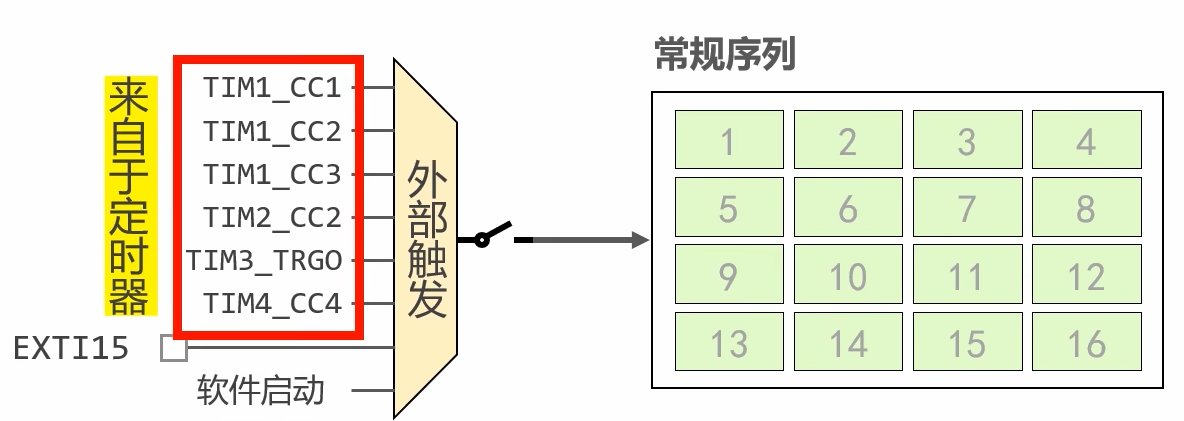 常规序列
来自于定时器
TIM1_CC1
TIM1_CC2
TIM1_CC3
TIM2_CC2
TIM3_TRGO
TIM4_CC4
EXTI15
软件启动
外部触发
1 2 3 4
5 6 7 8
9 10 11 12
13 14 15 16